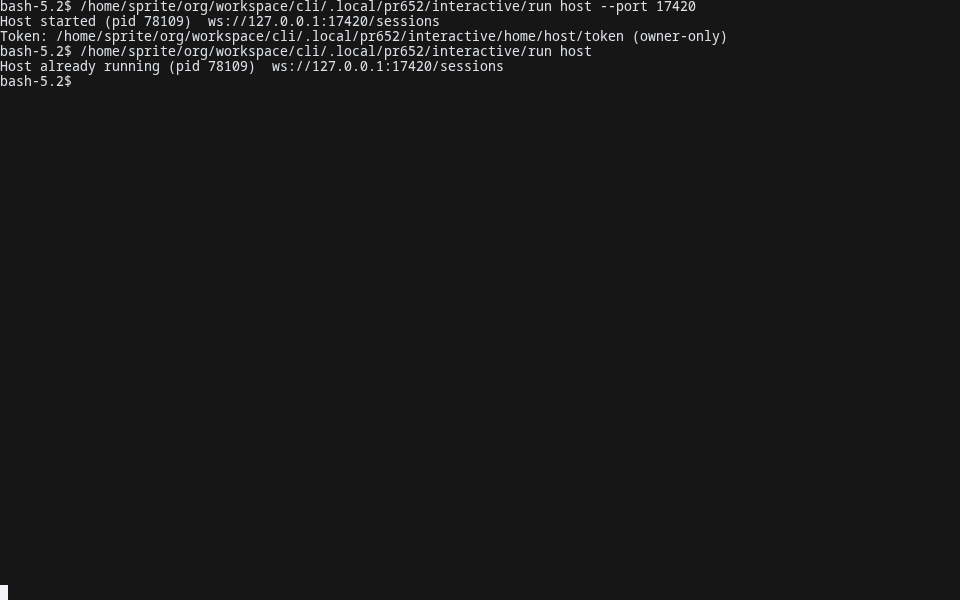 bash-5.2$ /home/sprite/org/workspace/cli/.local/pr652/interactive/run host --port 17420
Host started (pid 78109)  ws://127.0.0.1:17420/sessions
Token: /home/sprite/org/workspace/cli/.local/pr652/interactive/home/host/token (owner-only)
bash-5.2$ /home/sprite/org/workspace/cli/.local/pr652/interactive/run host
Host already running (pid 78109)  ws://127.0.0.1:17420/sessions
bash-5.2$